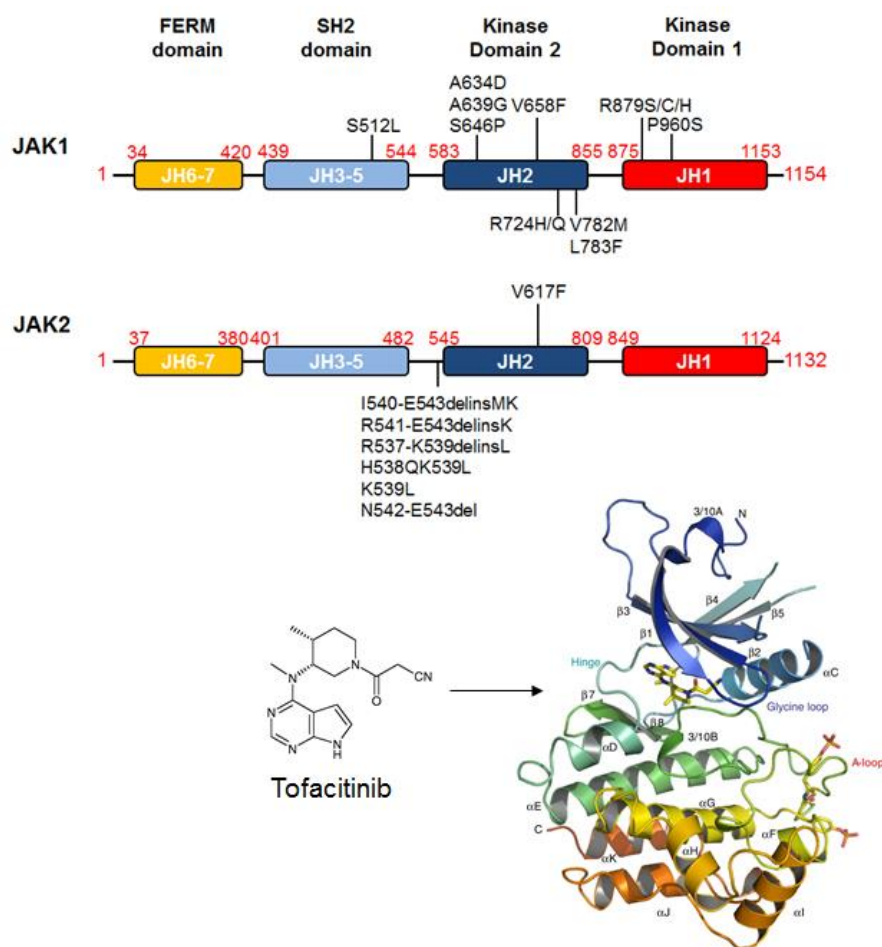 FERM domain
SH2 domain
Kinase Domain 2
Kinase Domain 1
A634D
A639G
S646P
V658F
R879S/C/H
P960S
S512L
JAK1
34
420
439
544
583
855
875
1153
1
JH6-7
JH3-5
JH2
JH1
1154
R724H/Q
V782M
L783F
V617F
JAK2
37
380
401
482
545
809
849
1124
1
JH6-7
JH3-5
JH2
JH1
1132
I540-E543delinsMK
R541-E543delinsK
R537-K539delinsL
H538QK539L
K539L
N542-E543del
3/10A
N
β4
β3
β5
β1
β2
Hinge
αC
Glycine loop
β7
β8
3/10B
αD
A-loop
αE
αG
C
αF
αK
αH
αJ
αI
N
N
O
CN
N
N
N
H
Tofacitinib